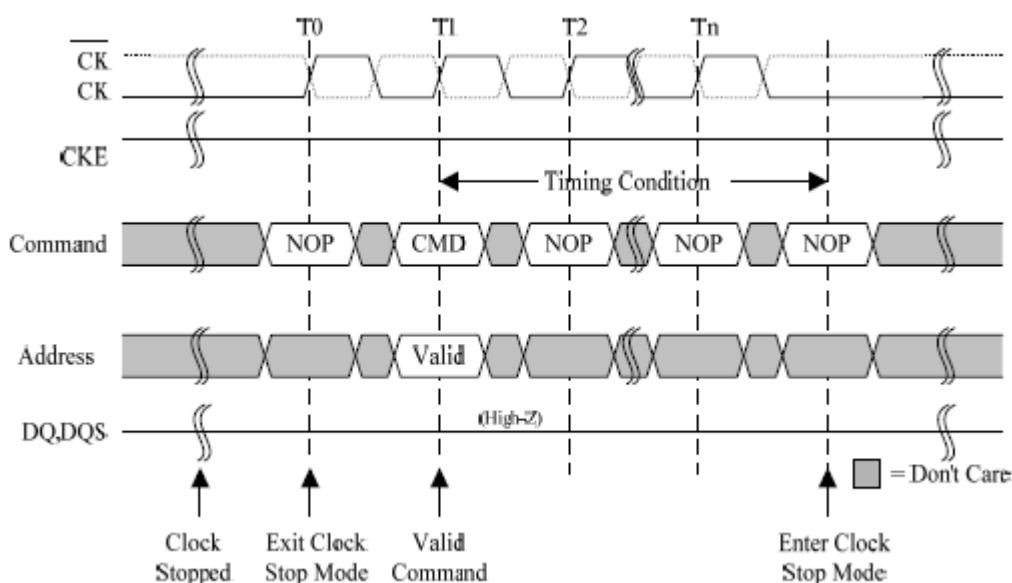 T0 T1 T2 Tn
CK
CK
CKE
Timing Condition
Command NOP CMD NOP NOP NOP
Address Valid
(High-Z)
DQ,DQS
= Don't Care
Clock Stopped
Exit Clock Stop Mode
Valid Command
Enter Clock Stop Mode